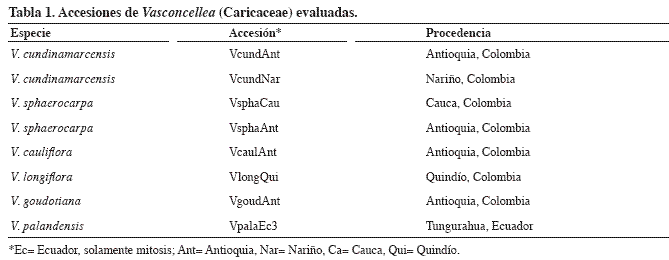 Tabla 1. Accesiones de Vasconcellea (Caricaceae) evaluadas.
Especie Accesión* Procedencia
V. cundinamarcensis VcundAnt Antioquia, Colombia
V. cundinamarcensis VcundNar Nariño, Colombia
V. sphaerocarpa VsphaCau Cauca, Colombia
V. sphaerocarpa VsphaAnt Antioquia, Colombia
V. cauliflora VcaulAnt Antioquia, Colombia
V. longiflora VlongQui Quindío, Colombia
V. goudotiana VgoudAnt Antioquia, Colombia
V. palandensis VpalaEc3 Tungurahua, Ecuador
*Ec= Ecuador, solamente mitosis; Ant= Antioquia, Nar= Nariño, Ca= Cauca, Qui= Quindío.